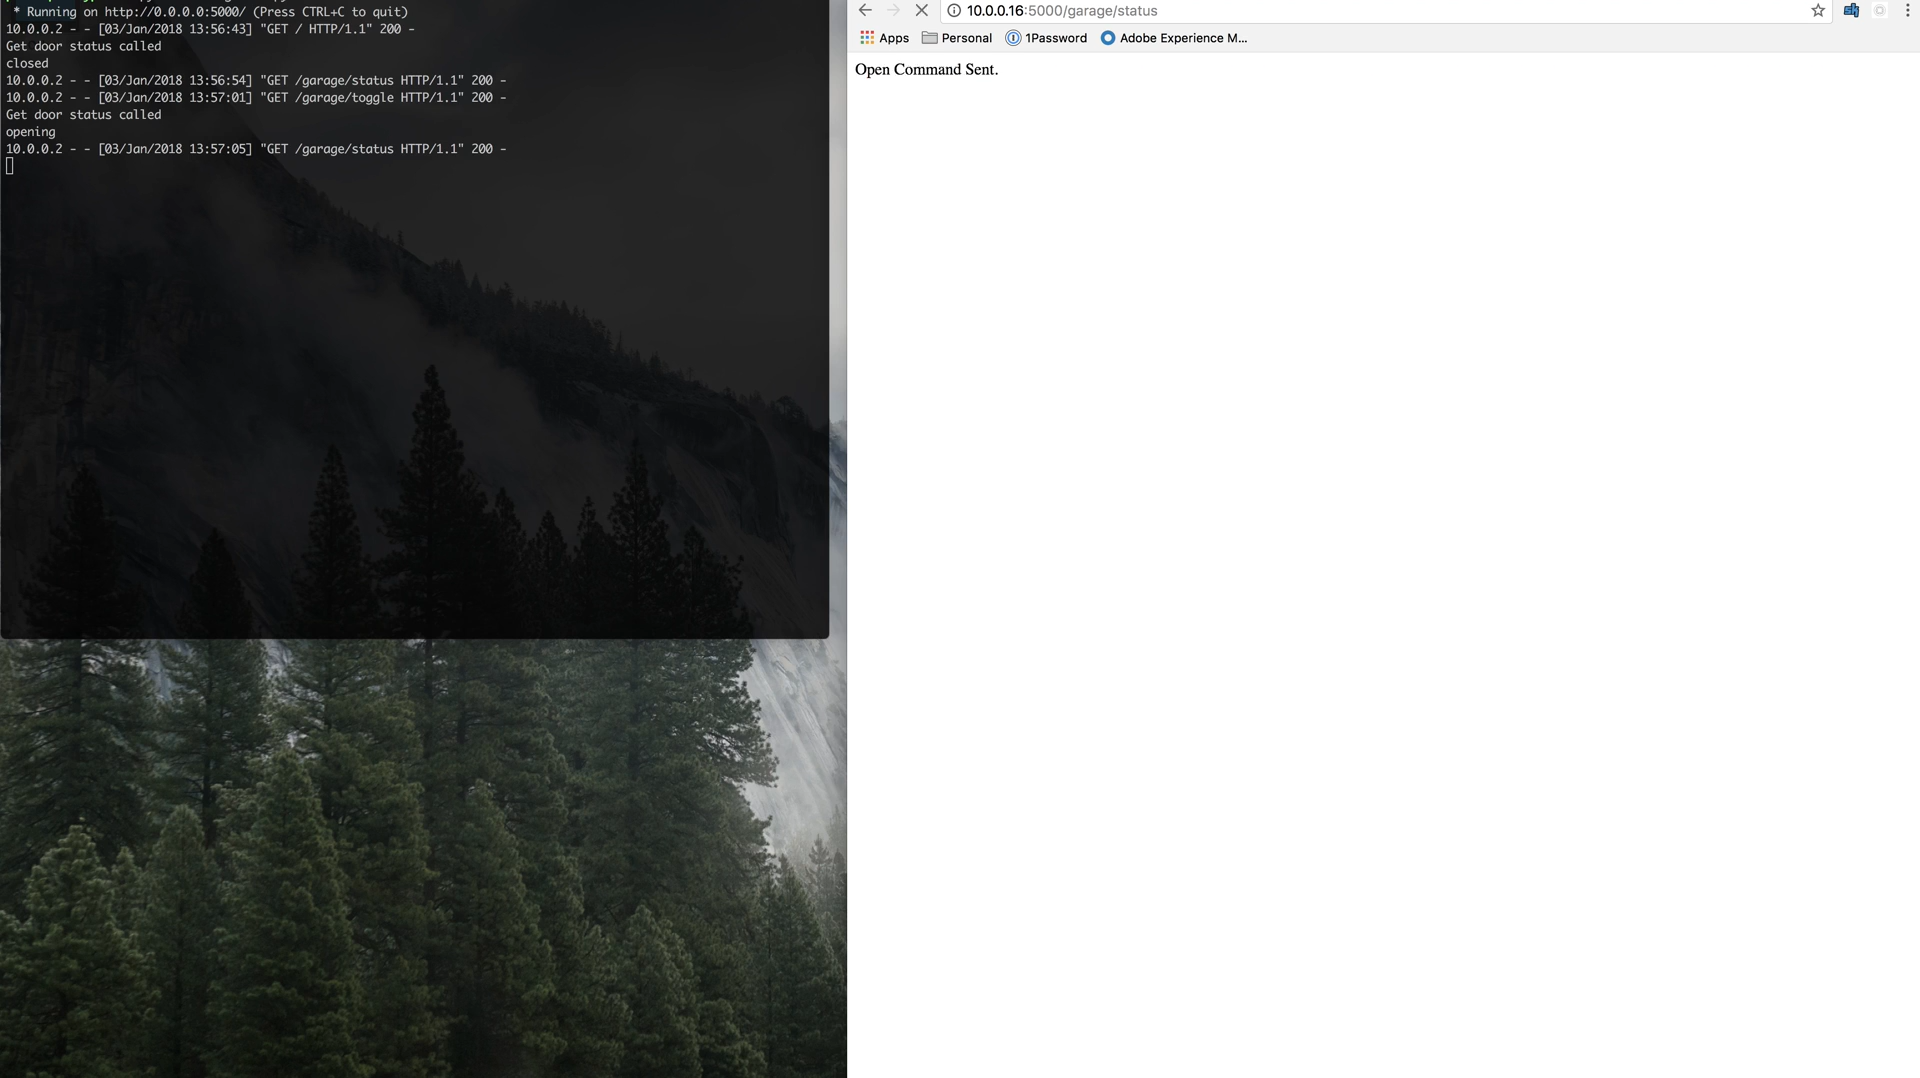 * Running on http://0.0.0.0:5000/ (Press CTRL+C to quit)
10.0.0.2 - - [03/Jan/2018 13:56:43] "GET / HTTP/1.1" 200 -
Get door status called
closed
10.0.0.2 - - [03/Jan/2018 13:56:54] "GET /garage/status HTTP/1.1" 200 -
10.0.0.2 - - [03/Jan/2018 13:57:01] "GET /garage/toggle HTTP/1.1" 200 -
Get door status called
opening
10.0.0.2 - - [03/Jan/2018 13:57:05] "GET /garage/status HTTP/1.1" 200 -
10.0.0.16:5000/garage/status
Apps Personal 1Password Adobe Experience M...
Open Command Sent.